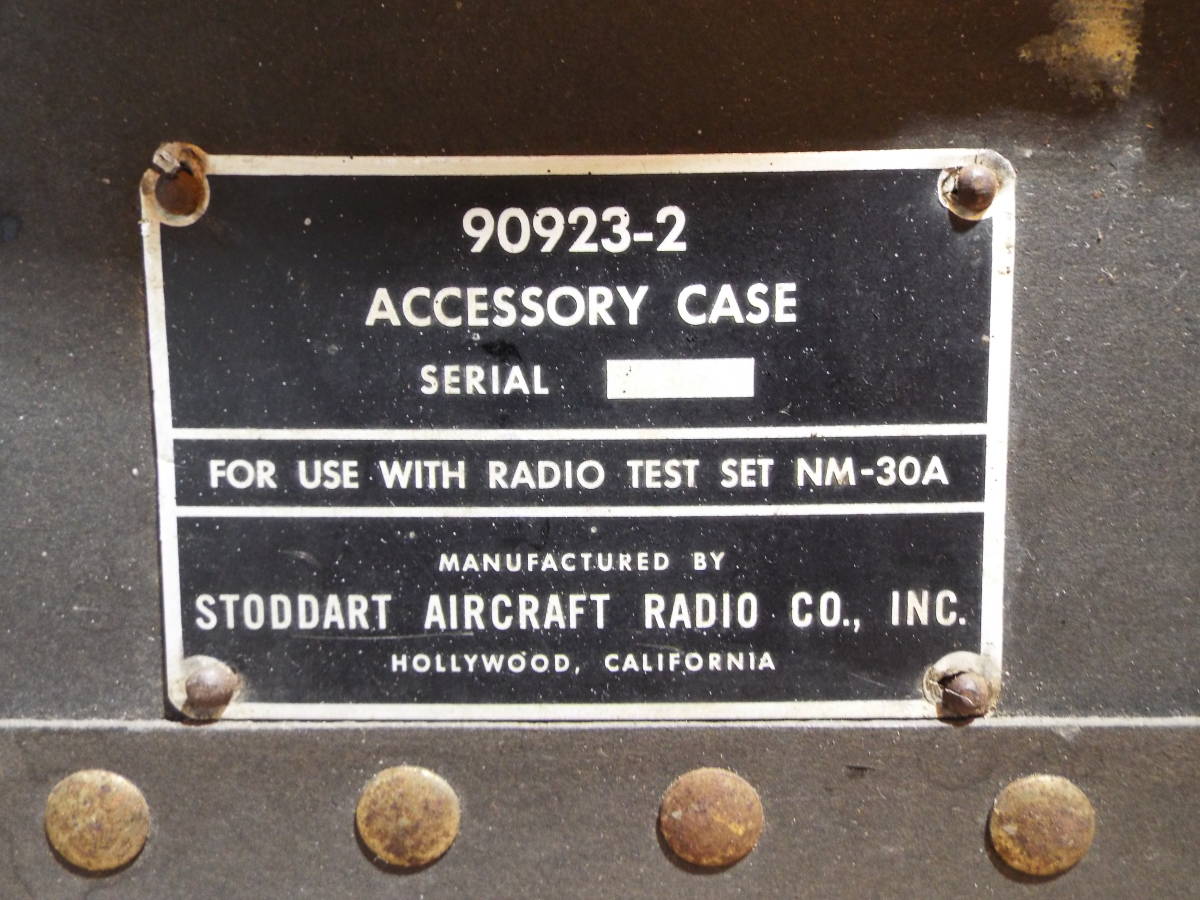 90923-2
ACCESSORY CASE
SERIAL
FOR USE WITH RADIO TEST SET NM-30A
MANUFACTURED BY
STODDART AIRCRAFT RADIO CO., INC.
HOLLYWOOD, CALIFORNIA